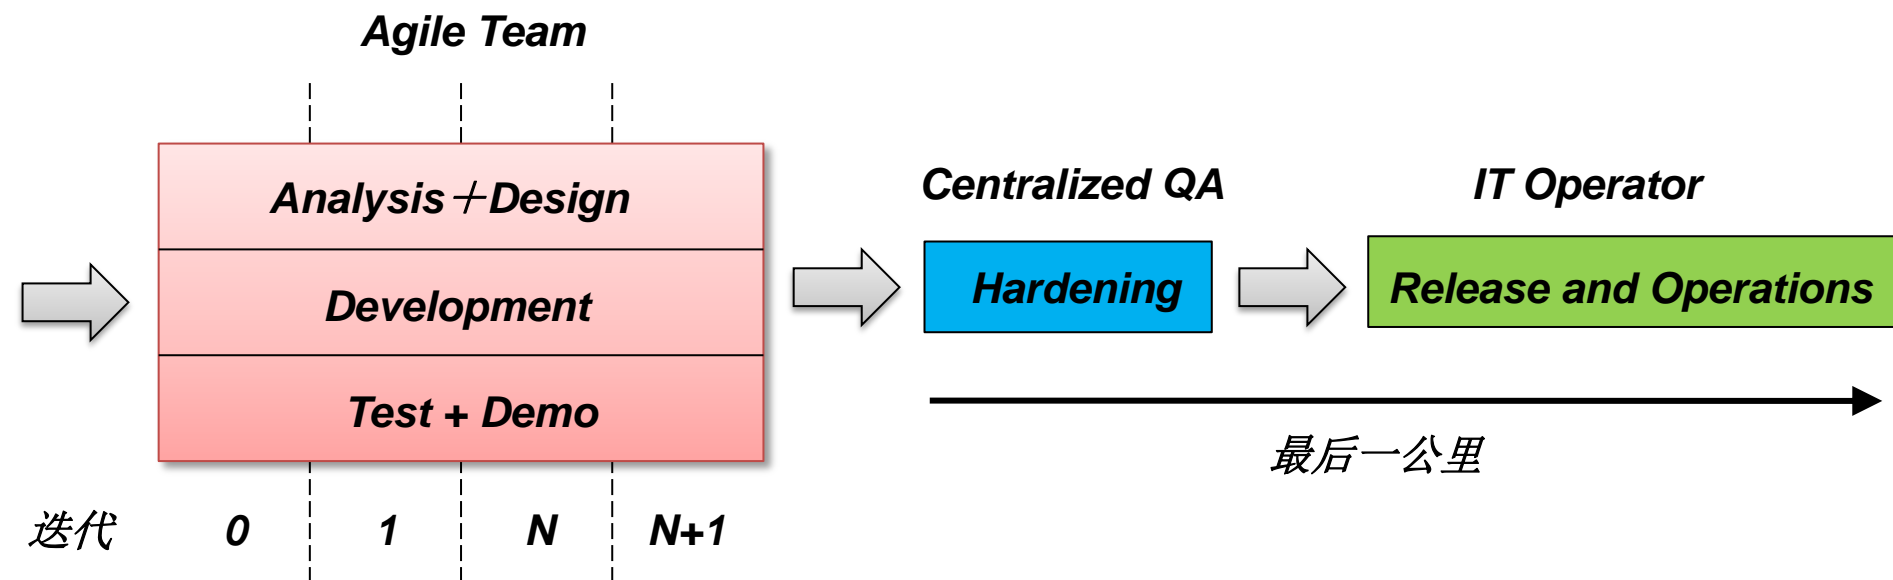 Agile Team
Analysis＋Design
Development
Test + Demo
迭代 0 1 N N+1
Centralized QA
Hardening
IT Operator
Release and Operations
最后一公里